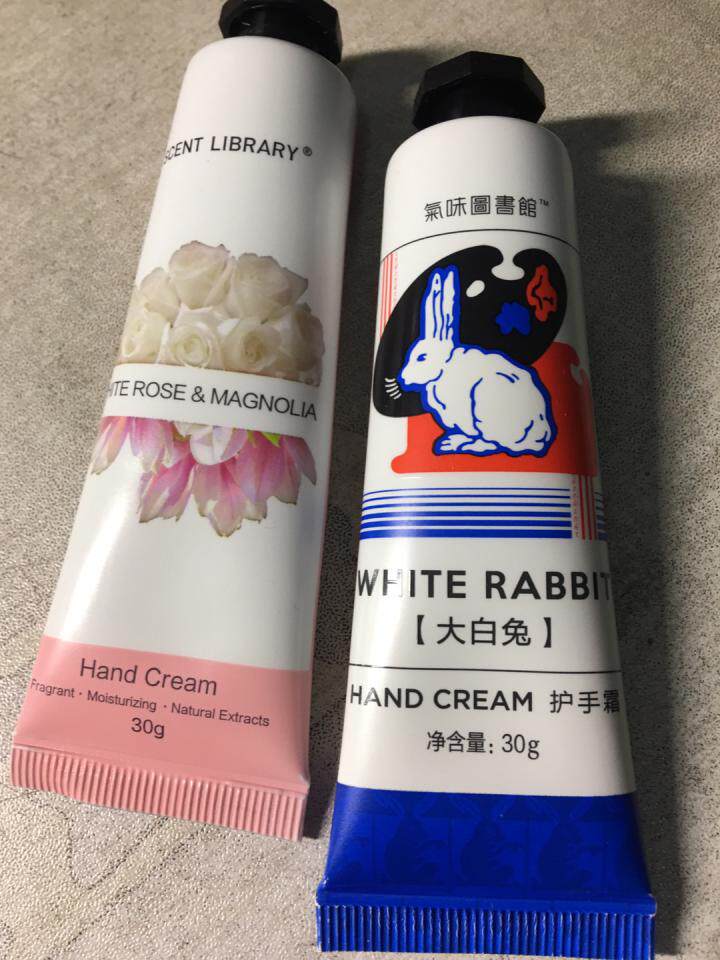 SCENT LIBRARY®
WHITE ROSE & MAGNOLIA
Hand Cream
Fragrant · Moisturizing · Natural Extracts
30g
氣味圖書館™
WHITE RABBIT
【大白兔】
HAND CREAM 护手霜
净含量: 30g